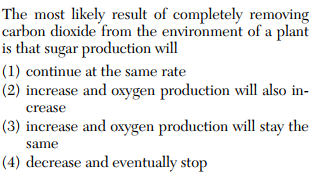 The most likely result of completely removing
carbon dioxide from the environment of a plant
is that sugar production will
(1) continue at the same rate
(2) increase and oxygen production will also in-
crease
(3) increase and oxygen production will stay the
same
(4) decrease and eventually stop